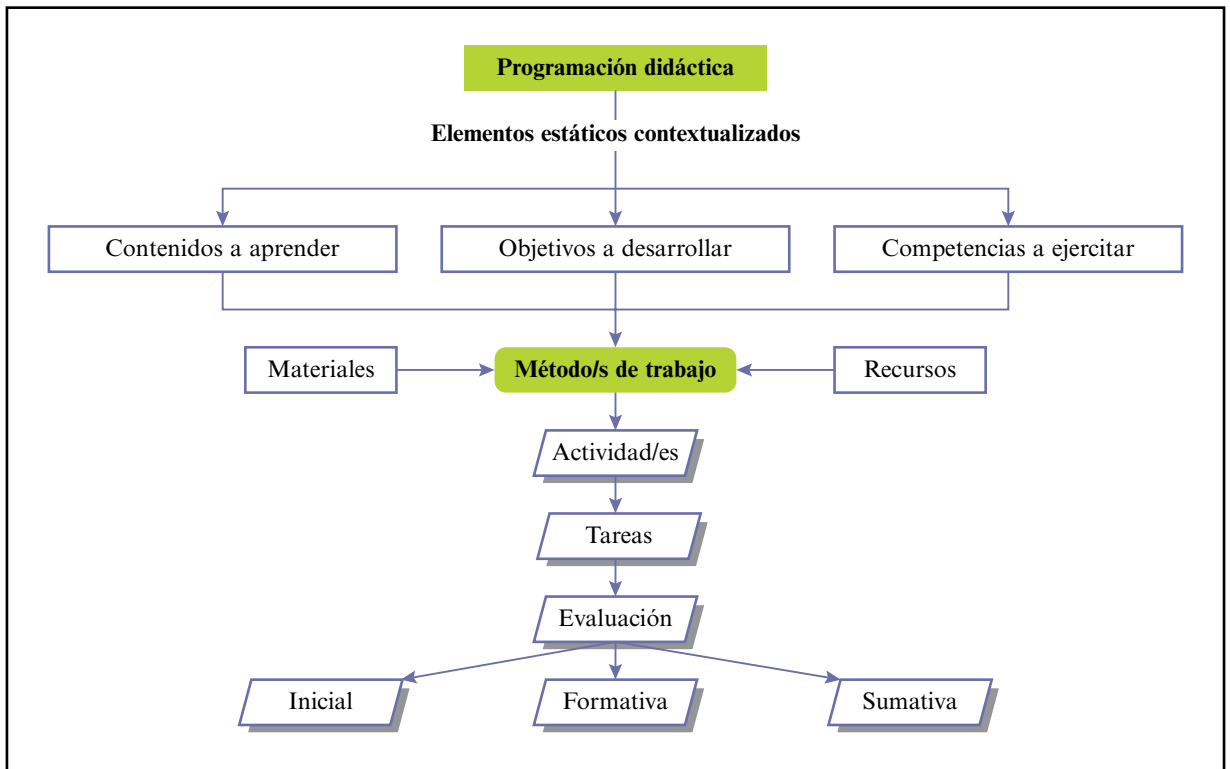 Programación didáctica
Elementos estáticos contextualizados
Contenidos a aprender
Objetivos a desarrollar
Competencias a ejercitar
Materiales
Método/s de trabajo
Recursos
Actividad/es
Tareas
Evaluación
Inicial
Formativa
Sumativa